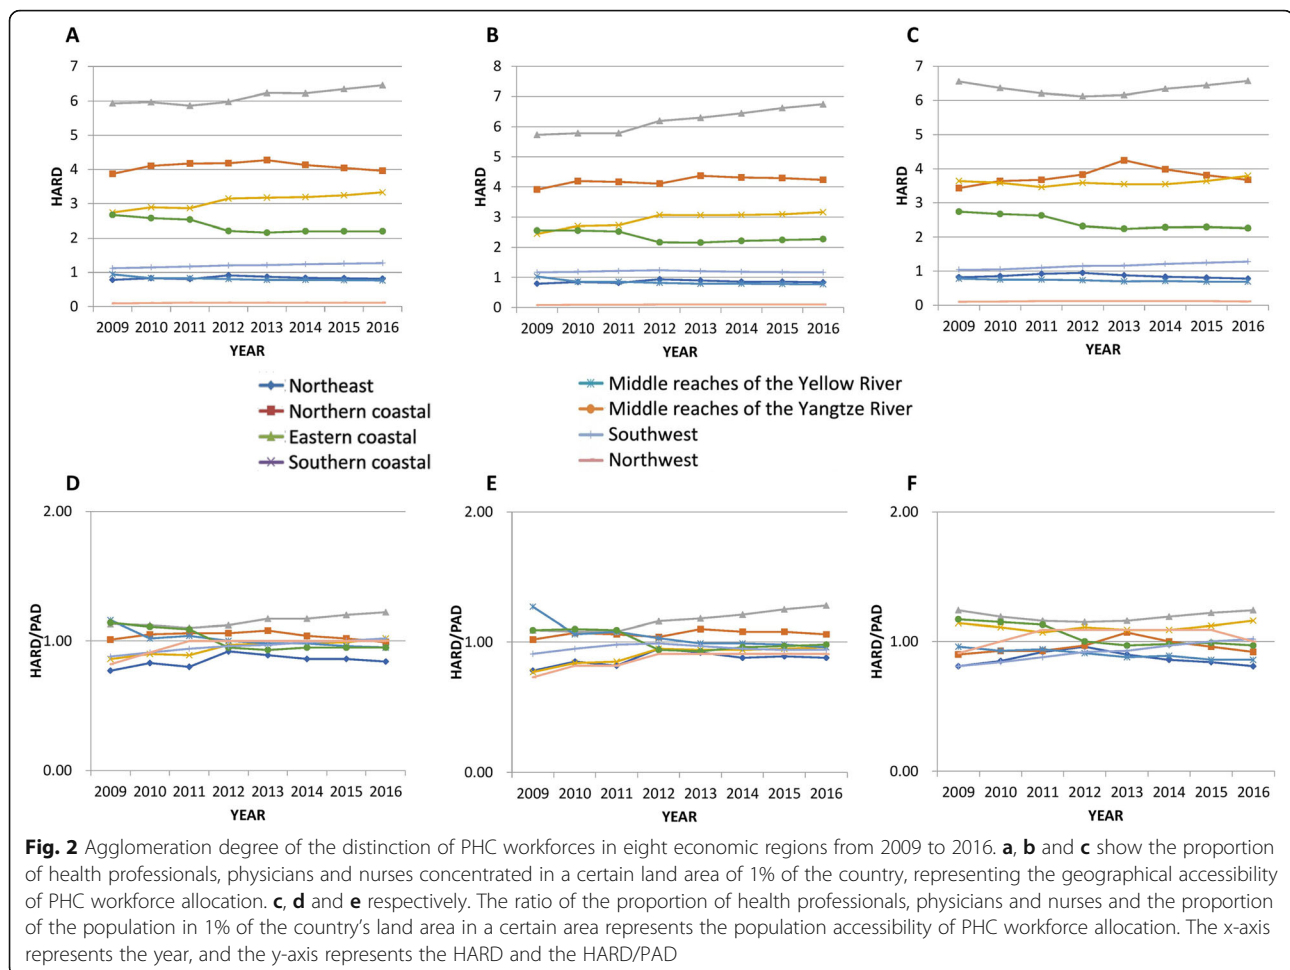 A
B
C
7
6
5
4
3
2
1
0
HARD
2009 2010 2011 2012 2013 2014 2015 2016
YEAR
8
7
6
5
4
3
2
1
0
HARD
2009 2010 2011 2012 2013 2014 2015 2016
YEAR
7
6
5
4
3
2
1
0
HARD
2009 2010 2011 2012 2013 2014 2015 2016
YEAR
Northeast
Northern coastal
Eastern coastal
Southern coastal
Middle reaches of the Yellow River
Middle reaches of the Yangtze River
Southwest
Northwest
D
E
F
2.00
1.00
0.00
HARD/PAD
2009 2010 2011 2012 2013 2014 2015 2016
YEAR
2.00
1.00
0.00
HARD/PAD
2009 2010 2011 2012 2013 2014 2015 2016
YEAR
2.00
1.00
0.00
HARD/PAD
2009 2010 2011 2012 2013 2014 2015 2016
YEAR
Fig. 2 Agglomeration degree of the distinction of PHC workforces in eight economic regions from 2009 to 2016. a, b and c show the proportion
of health professionals, physicians and nurses concentrated in a certain land area of 1% of the country, representing the geographical accessibility
of PHC workforce allocation. c, d and e respectively. The ratio of the proportion of health professionals, physicians and nurses and the proportion
of the population in 1% of the country's land area in a certain area represents the population accessibility of PHC workforce allocation. The x-axis
represents the year, and the y-axis represents the HARD and the HARD/PAD